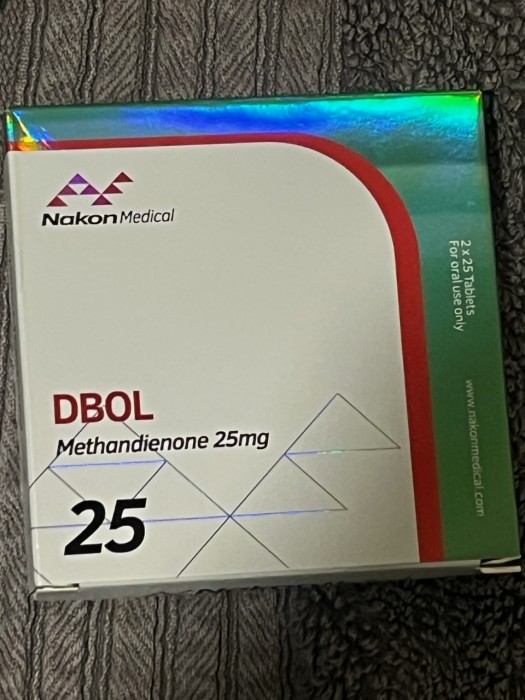 Nakon Medical
2 x 25 Tablets
For oral use only
www.nakonmedical.com
DBOL
Methandienone 25mg
25